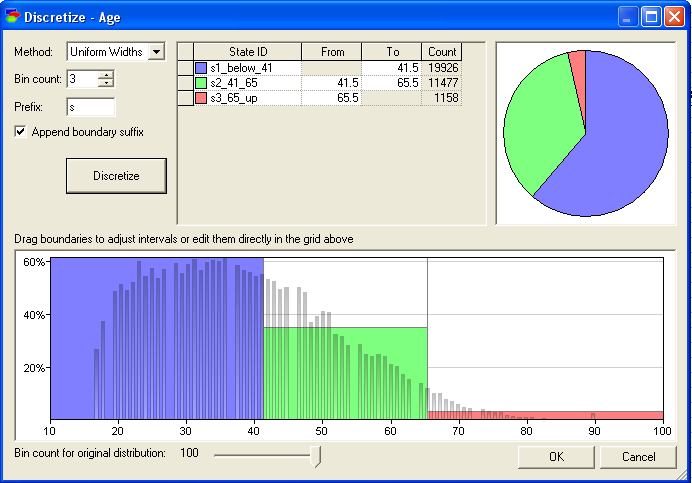 Discretize - Age
Method: Uniform Widths
Bin count: 3
Prefix: s
Append boundary suffix
Discretize
State ID From To Count
s1_below_41 41.5 19926
s2_41_65 41.5 65.5 11477
s3_65_up 65.5 1158
Drag boundaries to adjust intervals or edit them directly in the grid above
60%
40%
20%
10 20 30 40 50 60 70 80 90 100
Bin count for original distribution: 100
OK Cancel